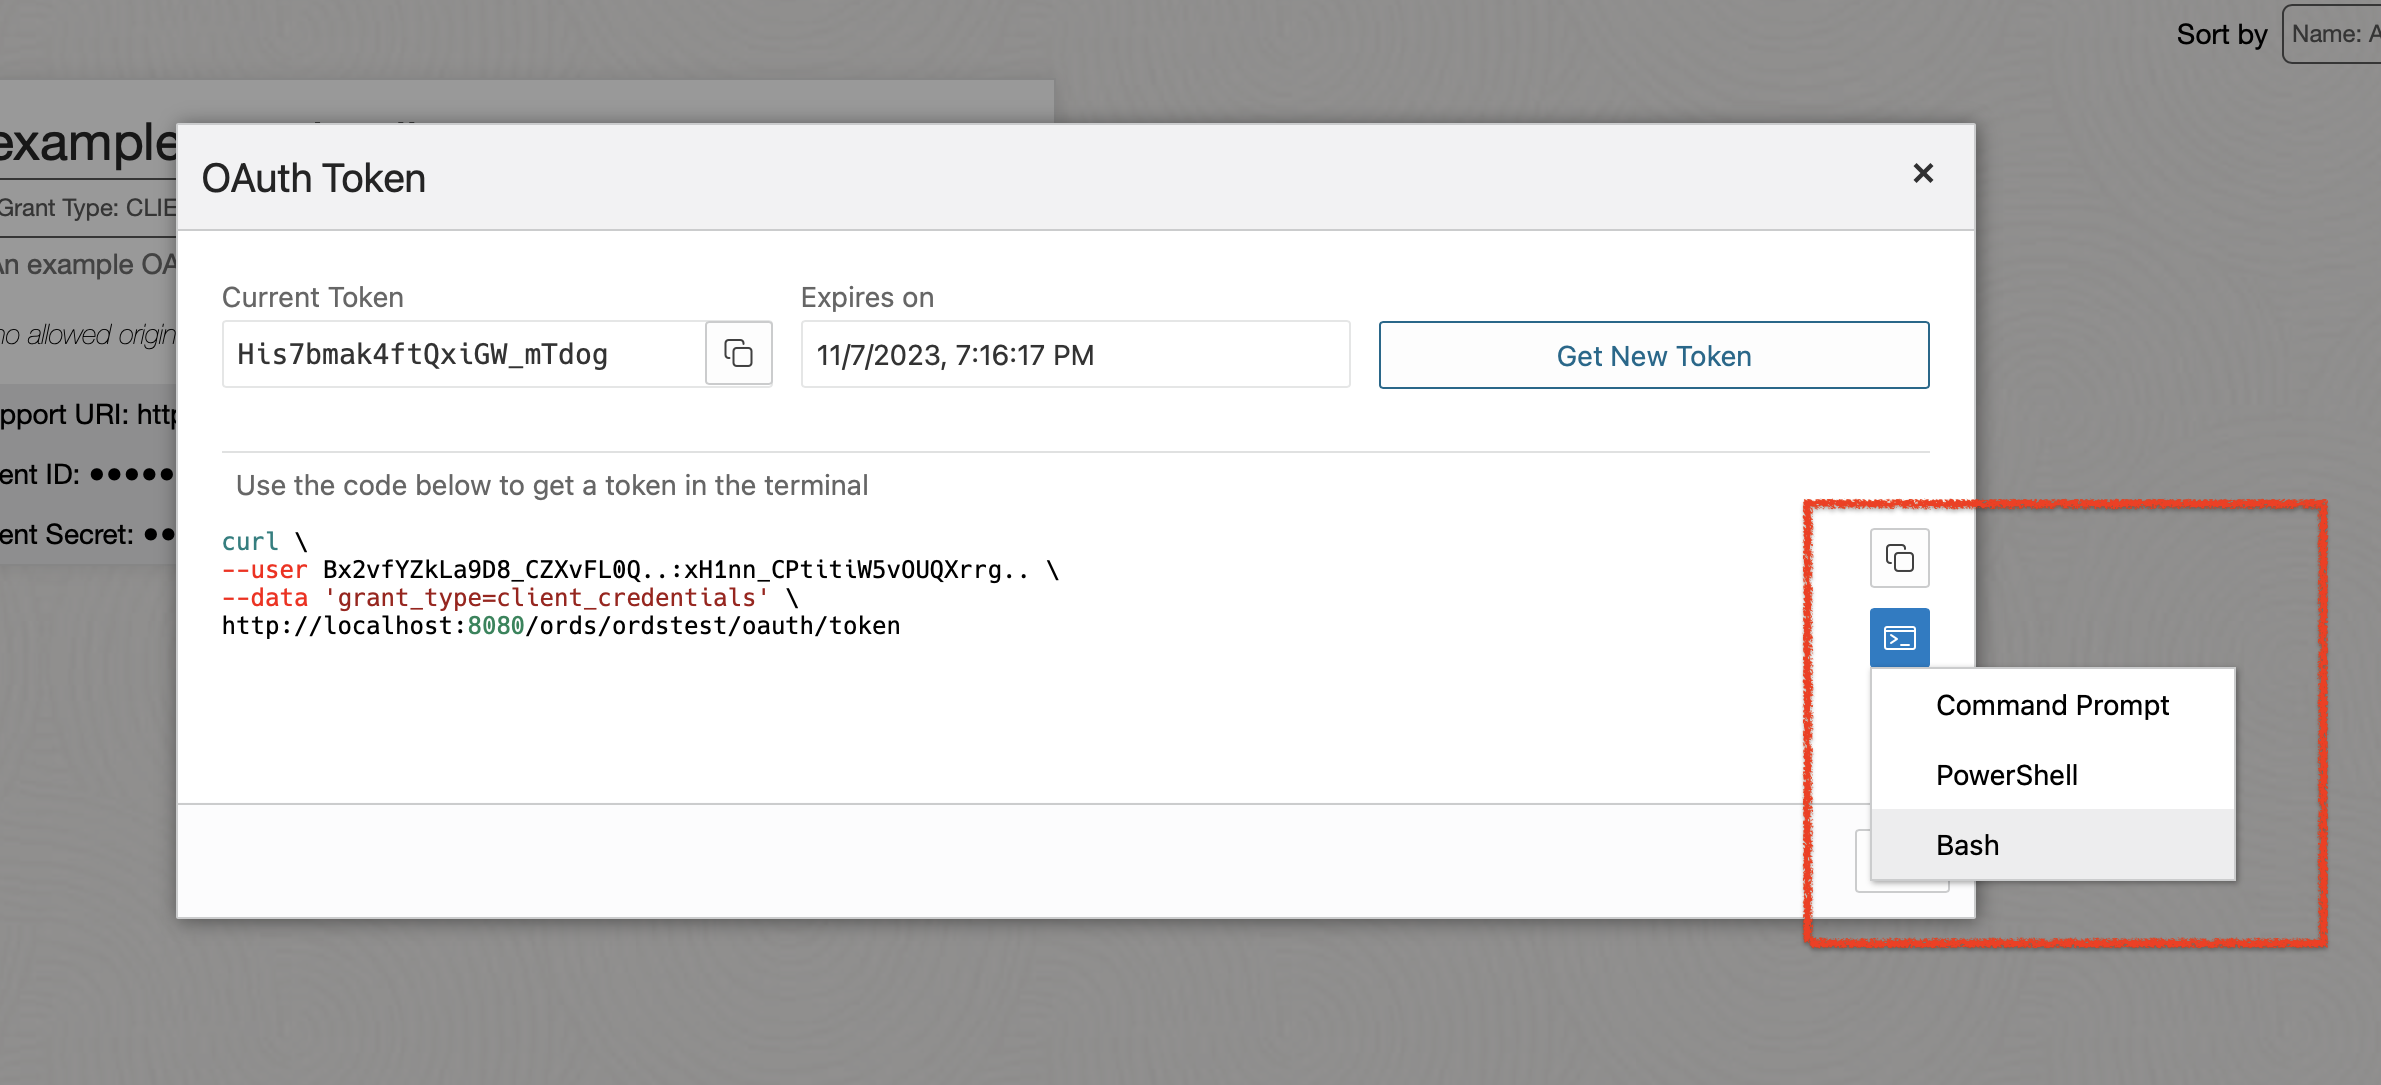 Sort by Name: A
example
Grant Type: CLIE
An example OA
no allowed origin
pport URI: http
ent ID: ●●●●●
ent Secret: ●●
OAuth Token
Current Token
His7bmak4ftQxiGW_mTdog
Expires on
11/7/2023, 7:16:17 PM
Get New Token
Use the code below to get a token in the terminal
curl \
--user Bx2vfYZkLa9D8_CZXvFL0Q..:xH1nn_CPtitiW5vOUQXrrg.. \
--data 'grant_type=client_credentials' \
http://localhost:8080/ords/ordstest/oauth/token
Command Prompt
PowerShell
Bash